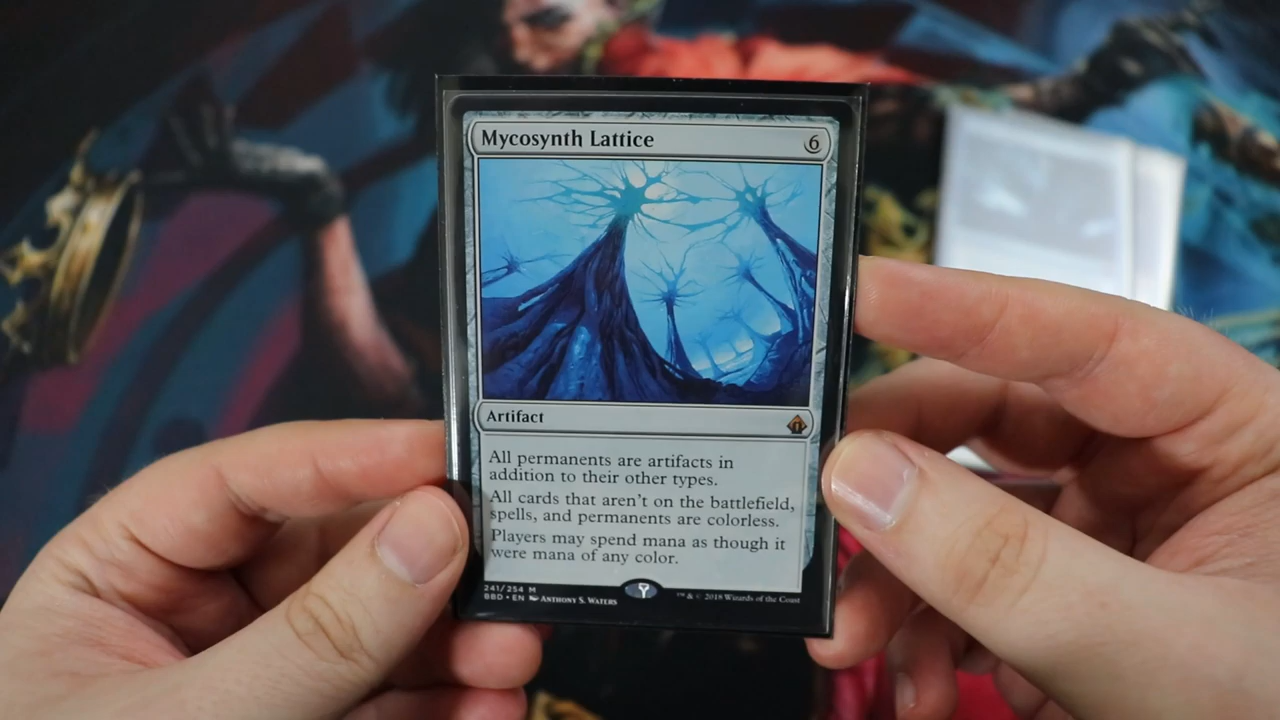 Mycosynth Lattice 6
Artifact
All permanents are artifacts in
addition to their other types.
All cards that aren't on the battlefield,
spells, and permanents are colorless.
Players may spend mana as though it
were mana of any color.
241/254 M
BBD • EN ANTHONY S. WATERS
™ & © 2018 Wizards of the Coast